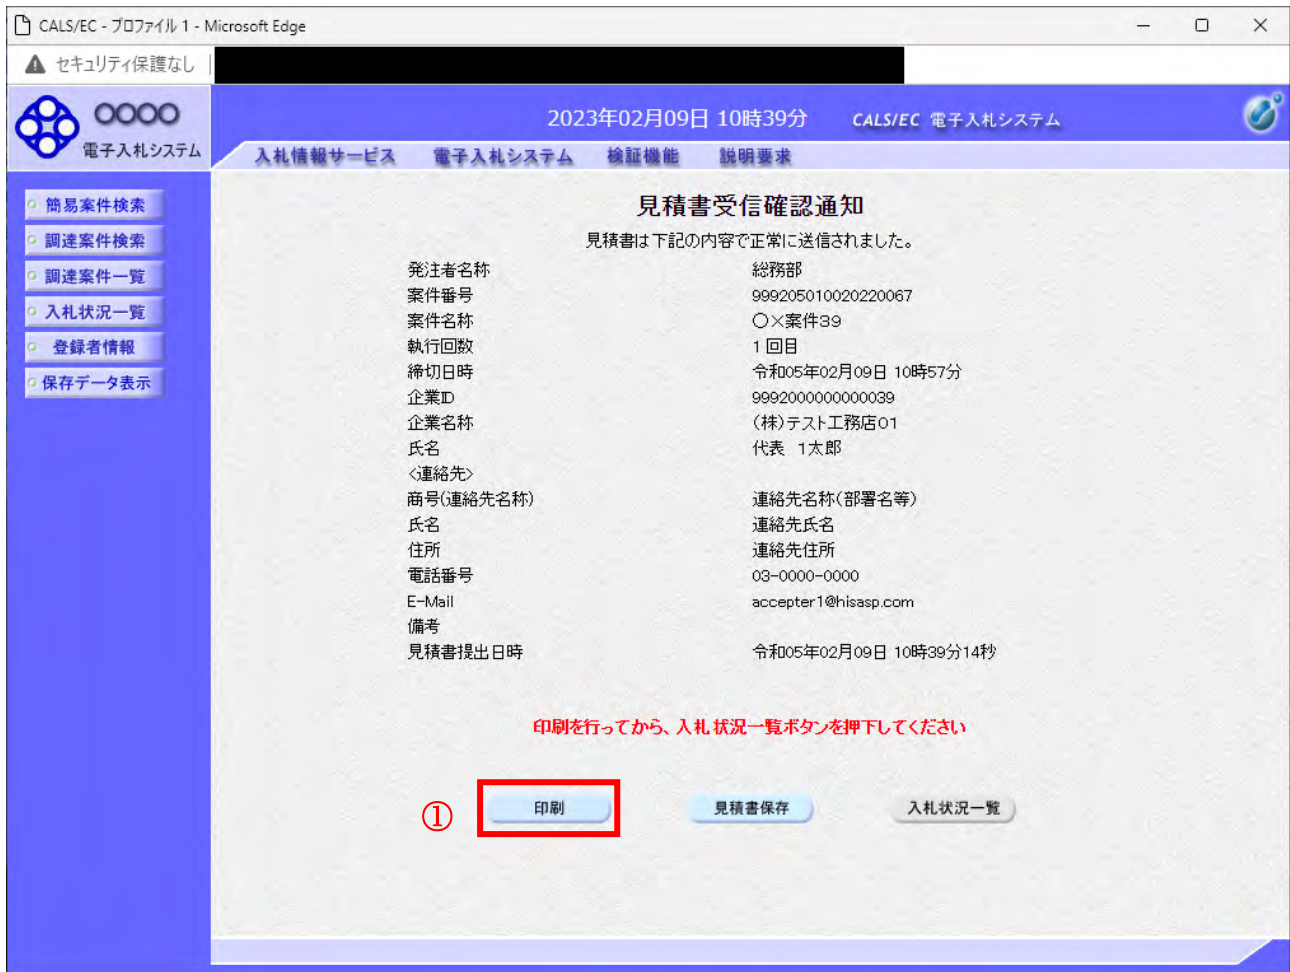 CALS/EC - プロファイル 1 - Microsoft Edge
セキュリティ保護なし
〇〇〇〇
電子入札システム
2023年02月09日 10時39分 CALS/EC 電子入札システム
入札情報サービス 電子入札システム 検証機能 説明要求
簡易案件検索
調達案件検索
調達案件一覧
入札状況一覧
登録者情報
保存データ表示
見積書受信確認通知
見積書は下記の内容で正常に送信されました。
発注者名称 総務部
案件番号 999205010020220067
案件名称 〇×案件39
執行回数 1回目
締切日時 令和05年02月09日 10時57分
企業ID 9992000000000039
企業名称 (株)テスト工務店01
氏名 代表 1太郎
<連絡先>
商号(連絡先名称) 連絡先名称(部署名等)
氏名 連絡先氏名
住所 連絡先住所
電話番号 03-0000-0000
E-Mail accepter1@hisasp.com
備考
見積書提出日時 令和05年02月09日 10時39分14秒
印刷を行ってから、入札状況一覧ボタンを押下してください
① 印刷 見積書保存 入札状況一覧